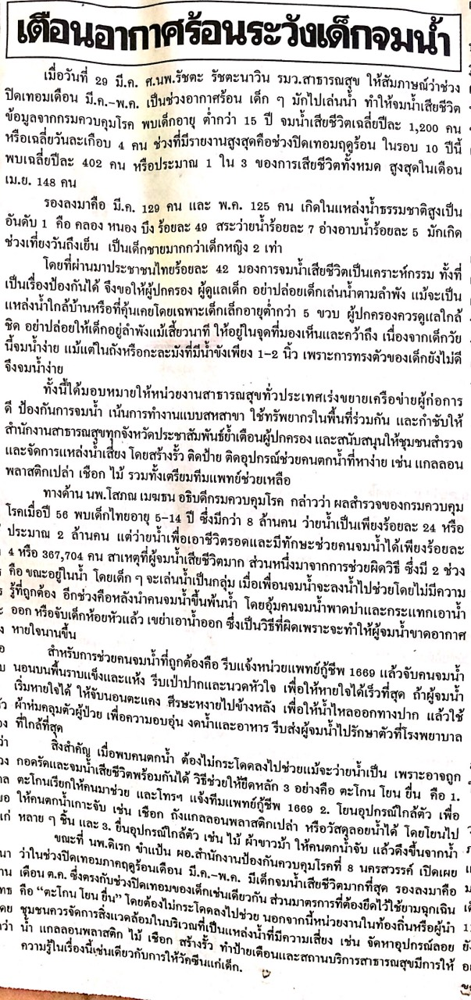 เตือนอากาศร้อนระวังเด็กจมน้ำ
เมื่อวันที่ 29 มี.ค. ศ.นพ.รัชตะ รัชตะนาวิน รมว.สาธารณสุข ให้สัมภาษณ์ว่าช่วง
ปิดเทอมเดือน มี.ค.-พ.ค. เป็นช่วงอากาศร้อน เด็ก ๆ มักไปเล่นน้ำ ทำให้จมน้ำเสียชีวิต
ข้อมูลจากกรมควบคุมโรค พบเด็กอายุ ต่ำกว่า 15 ปี จมน้ำเสียชีวิตเฉลี่ยปีละ 1,200 คน
หรือเฉลี่ยวันละเกือบ 4 คน ช่วงที่มีรายงานสูงสุดคือช่วงปิดเทอมฤดูร้อน ในรอบ 10 ปีนี้
พบเฉลี่ยปีละ 402 คน หรือประมาณ 1 ใน 3 ของการเสียชีวิตทั้งหมด สูงสุดในเดือน
เม.ย. 148 คน
รองลงมาคือ มี.ค. 129 คน และ พ.ค. 125 คน เกิดในแหล่งน้ำธรรมชาติสูงเป็น
อันดับ 1 คือ คลอง หนอง บึง ร้อยละ 49 สระว่ายน้ำร้อยละ 7 อ่างอาบน้ำร้อยละ 5 มักเกิด
ช่วงเที่ยงวันถึงเย็น เป็นเด็กชายมากกว่าเด็กหญิง 2 เท่า
โดยที่ผ่านมาประชาชนไทยร้อยละ 42 มองการจมน้ำเสียชีวิตเป็นเคราะห์กรรม ทั้งที่
เป็นเรื่องป้องกันได้ จึงขอให้ผู้ปกครอง ผู้ดูแลเด็ก อย่าปล่อยเด็กเล่นน้ำตามลำพัง แม้จะเป็น
แหล่งน้ำใกล้บ้านหรือที่คุ้นเคยโดยเฉพาะเด็กเล็กอายุต่ำกว่า 5 ขวบ ผู้ปกครองควรดูแลใกล้
ชิด อย่าปล่อยให้เด็กอยู่ลำพังแม้เสี้ยวนาที ให้อยู่ในจุดที่มองเห็นและคว้าถึง เนื่องจากเด็กวัย
นี้จมน้ำง่าย แม้แต่ในถังหรือกะละมังที่มีน้ำขังเพียง 1-2 นิ้ว เพราะการทรงตัวของเด็กยังไม่ดี
จึงจมน้ำง่าย
ทั้งนี้ได้มอบหมายให้หน่วยงานสาธารณสุขทั่วประเทศเร่งขยายเครือข่ายผู้ก่อการ
ดี ป้องกันการจมน้ำ เน้นการทำงานแบบสหสาขา ใช้ทรัพยากรในพื้นที่ร่วมกัน และกำชับให้
สำนักงานสาธารณสุขทุกจังหวัดประชาสัมพันธ์ย้ำเตือนผู้ปกครอง และสนับสนุนให้ชุมชนสำรวจ
และจัดการแหล่งน้ำเสี่ยง โดยสร้างรั้ว ติดป้าย ติดอุปกรณ์ช่วยคนตกน้ำที่หาง่าย เช่น แกลลอน
พลาสติกเปล่า เชือก ไม้ รวมทั้งเตรียมทีมแพทย์ช่วยเหลือ
ทางด้าน นพ.โสภณ เมฆธน อธิบดีกรมควบคุมโรค กล่าวว่า ผลสำรวจของกรมควบคุม
โรคเมื่อปี 56 พบเด็กไทยอายุ 5-14 ปี ซึ่งมีกว่า 8 ล้านคน ว่ายน้ำเป็นเพียงร้อยละ 24 หรือ
ประมาณ 2 ล้านคน แต่ว่ายน้ำเพื่อเอาชีวิตรอดและมีทักษะช่วยคนจมน้ำได้เพียงร้อยละ
4 หรือ 367,704 คน สาเหตุที่ผู้จมน้ำเสียชีวิตมาก ส่วนหนึ่งมาจากการช่วยผิดวิธี ซึ่งมี 2 ช่วง
คือ ขณะอยู่ในน้ำ โดยเด็ก ๆ จะเล่นน้ำเป็นกลุ่ม เมื่อเพื่อนจมน้ำจะลงน้ำไปช่วยโดยไม่มีความ
รู้ที่ถูกต้อง อีกช่วงคือหลังนำคนจมน้ำขึ้นพ้นน้ำ โดยอุ้มคนจมน้ำพาดบ่าและกระแทกเอาน้ำ
ออก หรือจับเด็กห้อยหัวแล้ว เขย่าเอาน้ำออก ซึ่งเป็นวิธีที่ผิดเพราะจะทำให้ผู้จมน้ำขาดอากาศ
หายใจนานขึ้น
สำหรับการช่วยคนจมน้ำที่ถูกต้องคือ รีบแจ้งหน่วยแพทย์กู้ชีพ 1669 แล้วจับคนจมน้ำ
นอนบนพื้นราบแข็งและแห้ง รีบเป่าปากและนวดหัวใจ เพื่อให้หายใจได้เร็วที่สุด ถ้าผู้จมน้ำ
เริ่มหายใจได้ ให้จับนอนตะแคง ศีรษะหงายไปข้างหลัง เพื่อให้น้ำไหลออกทางปาก แล้วใช้
ผ้าห่มคลุมตัวผู้ป่วย เพื่อความอบอุ่น งดน้ำและอาหาร รีบส่งผู้จมน้ำไปรักษาตัวที่โรงพยาบาล
ที่ใกล้ที่สุด
สิ่งสำคัญ เมื่อพบคนตกน้ำ ต้องไม่กระโดดลงไปช่วยแม้จะว่ายน้ำเป็น เพราะอาจถูก
กอดรัดและจมน้ำเสียชีวิตพร้อมกันได้ วิธีช่วยให้ยึดหลัก 3 อย่างคือ ตะโกน โยน ยื่น คือ 1.
ตะโกนเรียกให้คนมาช่วย และโทรฯ แจ้งทีมแพทย์กู้ชีพ 1669 2. โยนอุปกรณ์ใกล้ตัว เพื่อ
ให้คนตกน้ำเกาะจับ เช่น เชือก ถังแกลลอนพลาสติกเปล่า หรือวัสดุลอยน้ำได้ โดยโยนไป
หลาย ๆ ชิ้น และ 3. ยื่นอุปกรณ์ใกล้ตัว เช่น ไม้ ผ้าขาวม้า ให้คนตกน้ำจับ แล้วดึงขึ้นจากน้ำ
ขณะที่ นพ.ดิเรก ขำแป้น ผอ.สำนักงานป้องกันควบคุมโรคที่ 8 นครสวรรค์ เปิดเผย
ว่าในช่วงปิดเทอมภาคฤดูร้อนเดือน มี.ค.-พ.ค. มีเด็กจมน้ำเสียชีวิตมากที่สุด รองลงมาคือ
เดือน ต.ค. ซึ่งตรงกับช่วงปิดเทอมของเด็กเช่นเดียวกัน ส่วนมาตรการที่ต้องยึดไว้ใช้ยามฉุกเฉิน
คือ "ตะโกน โยน ยื่น" โดยต้องไม่กระโดดลงไปช่วย นอกจากนี้หน่วยงานในท้องถิ่นหรือผู้นำ
ชุมชนควรจัดการสิ่งแวดล้อมในบริเวณที่เป็นแหล่งน้ำที่มีความเสี่ยง เช่น จัดหาอุปกรณ์ลอย
น้ำ แกลลอนพลาสติก ไม้ เชือก สร้างรั้ว ทำป้ายเตือนและสถานบริการสาธารณสุขมีการให้
ความรู้ในเรื่องนี้เช่นเดียวกับการให้วัคซีนแก่เด็ก.